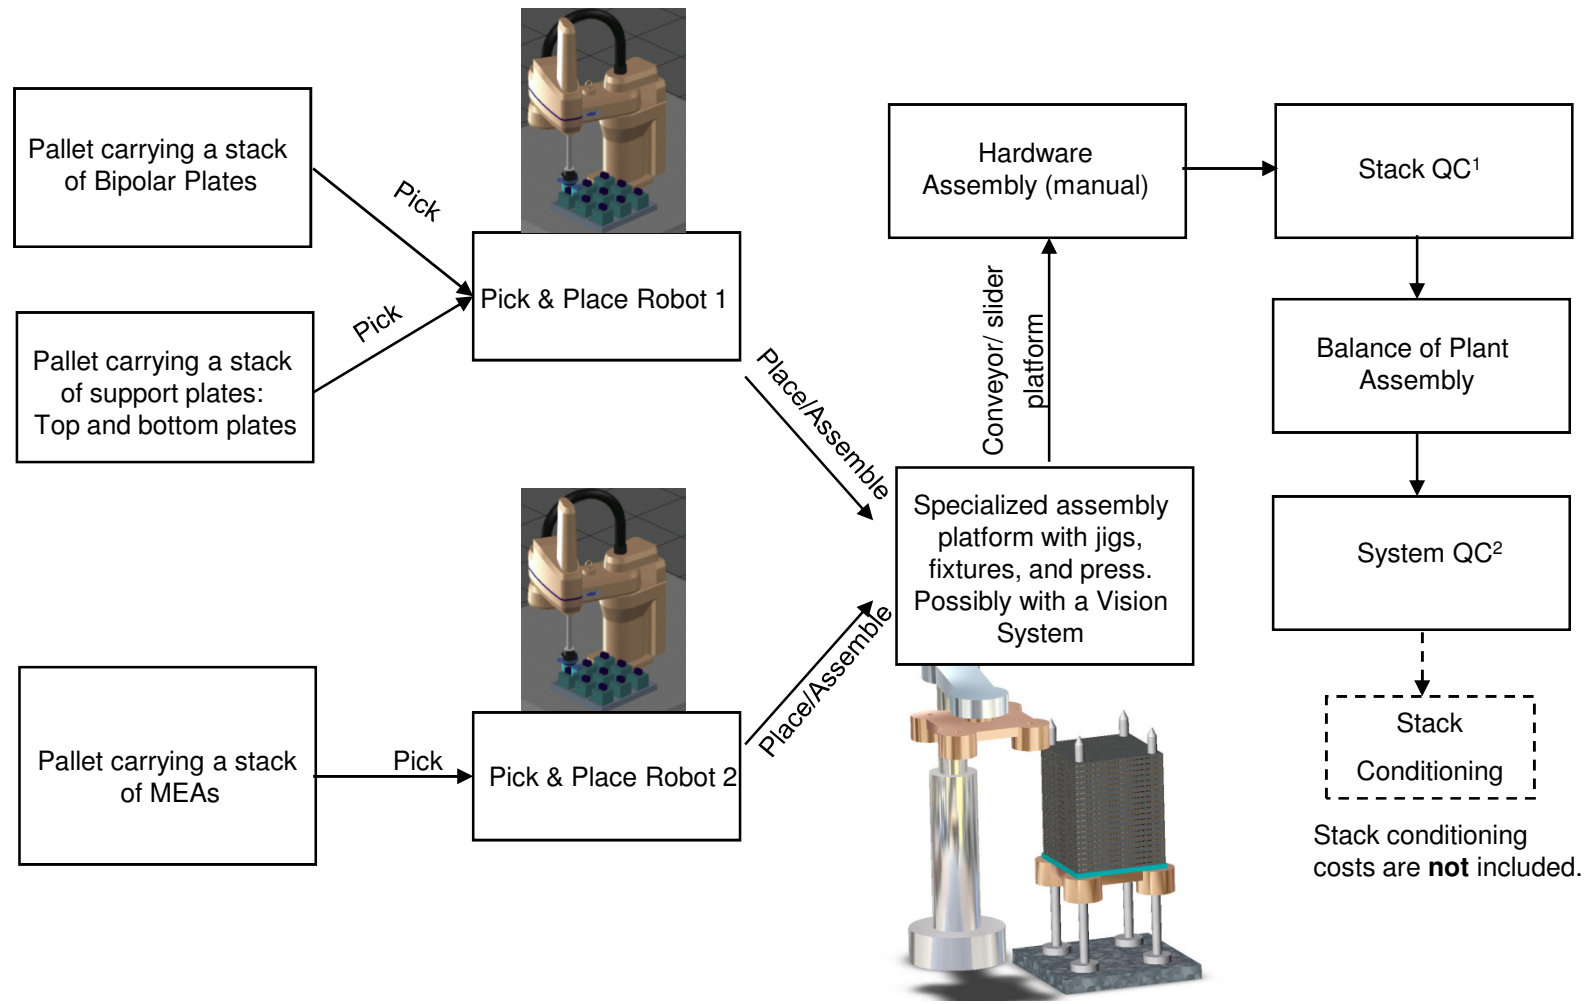 Pallet carrying a stack
of Bipolar Plates
Pick
Pallet carrying a stack
of support plates:
Top and bottom plates
Pick
Pick & Place Robot 1
Place/Assemble
Pallet carrying a stack
of MEAs
Pick
Pick & Place Robot 2
Place/Assemble
Specialized assembly
platform with jigs,
fixtures, and press.
Possibly with a Vision
System
Conveyor/ slider
platform
Hardware
Assembly (manual)
Stack QC¹
Balance of Plant
Assembly
System QC²
Stack
Conditioning
Stack conditioning
costs are not included.